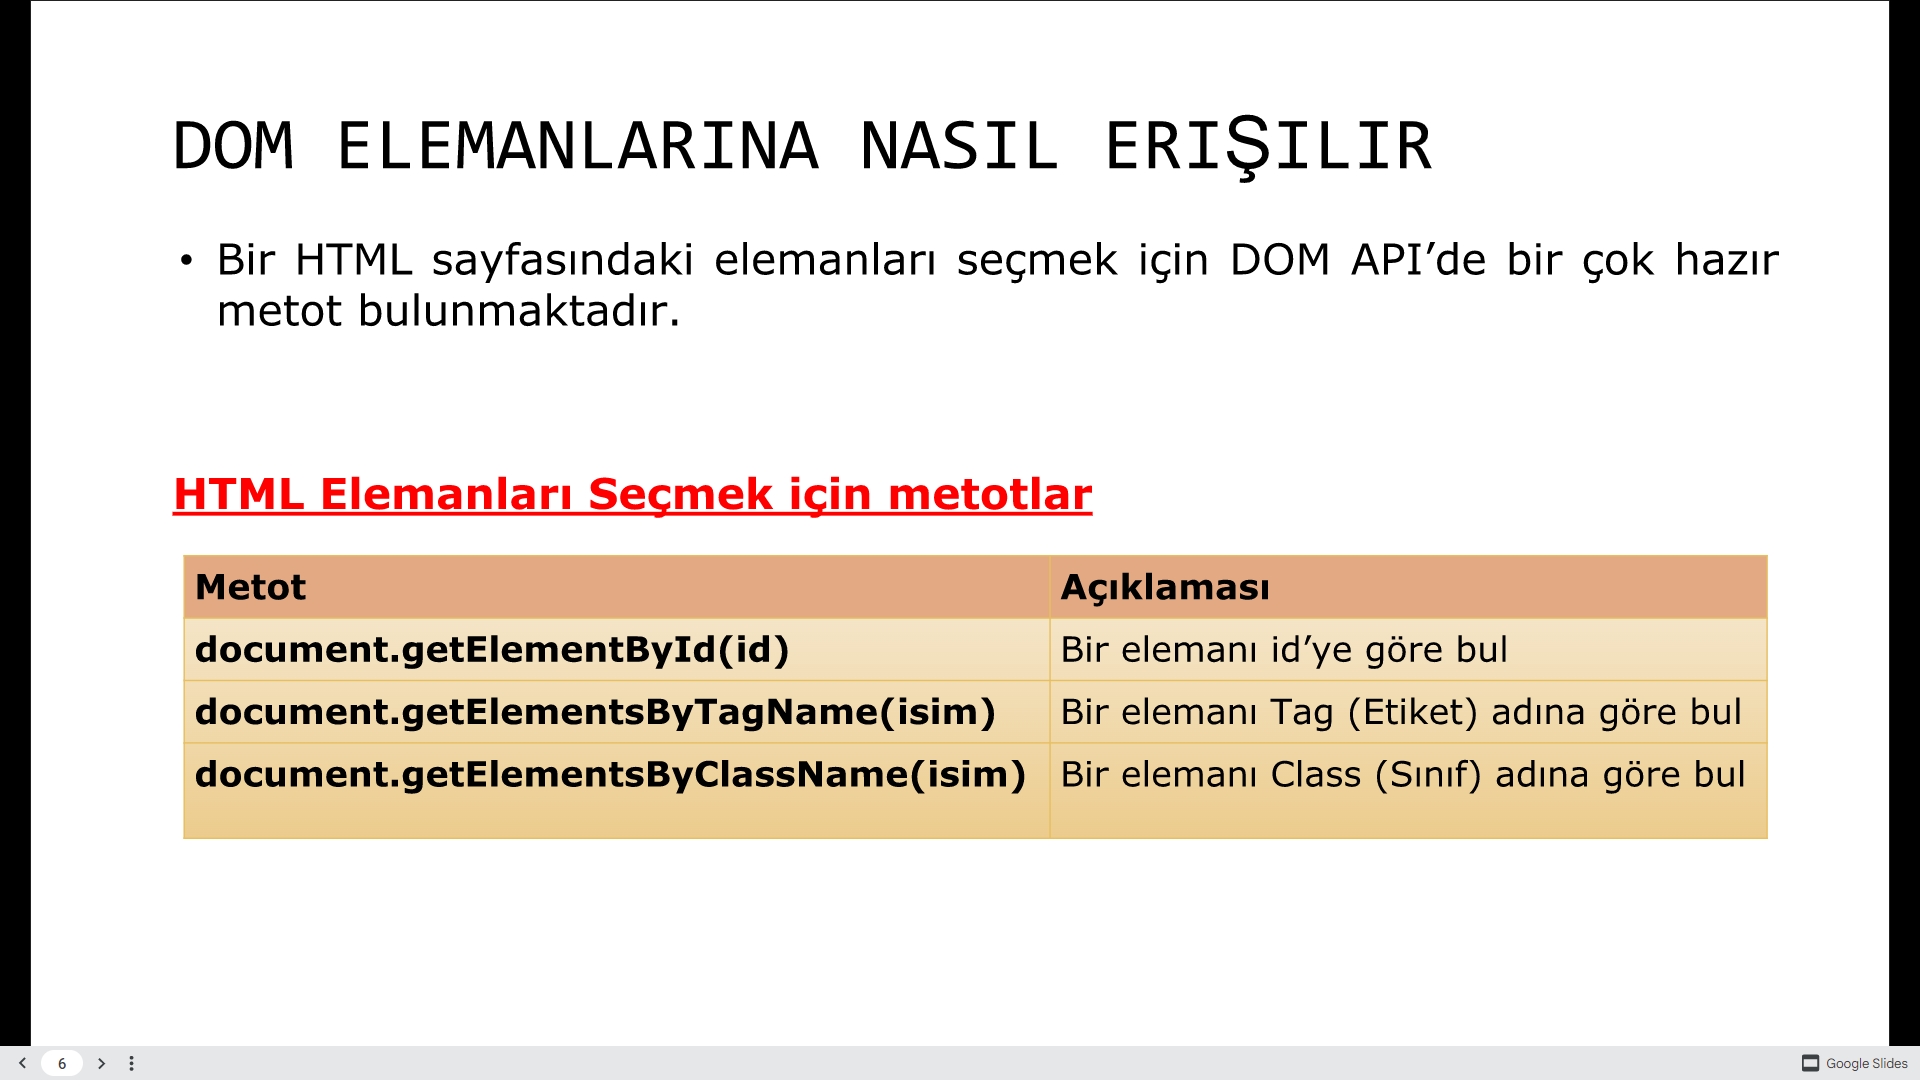 DOM ELEMANLARINA NASIL ERIŞILIR
• Bir HTML sayfasındaki elemanları seçmek için DOM API’de bir çok hazır
metot bulunmaktadır.
HTML Elemanları Seçmek için metotlar
Metot Açıklaması
document.getElementById(id) Bir elemanı id’ye göre bul
document.getElementsByTagName(isim) Bir elemanı Tag (Etiket) adına göre bul
document.getElementsByClassName(isim) Bir elemanı Class (Sınıf) adına göre bul
6
Google Slides